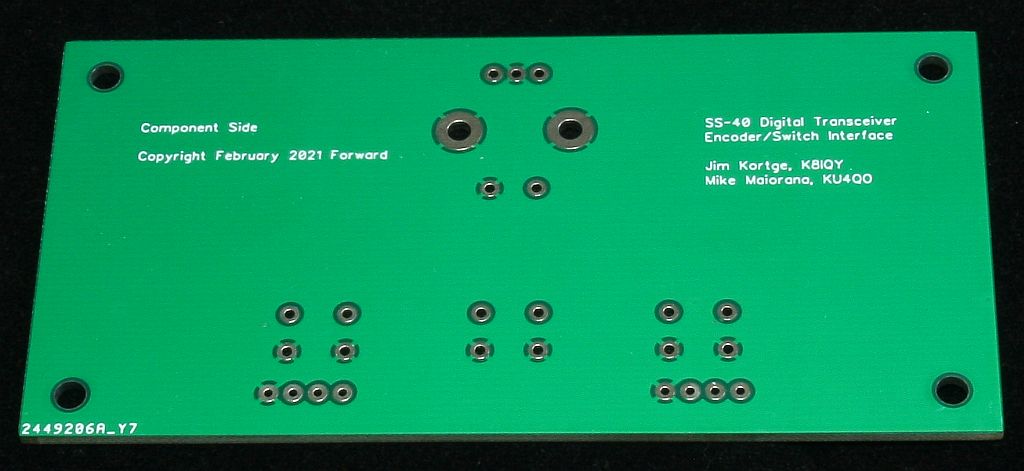 Component Side
Copyright February 2021 Forward
SS-40 Digital Transceiver
Encoder/Switch Interface
Jim Kortge, K8IQY
Mike Maiorana, KU4QO
2449206A_Y7